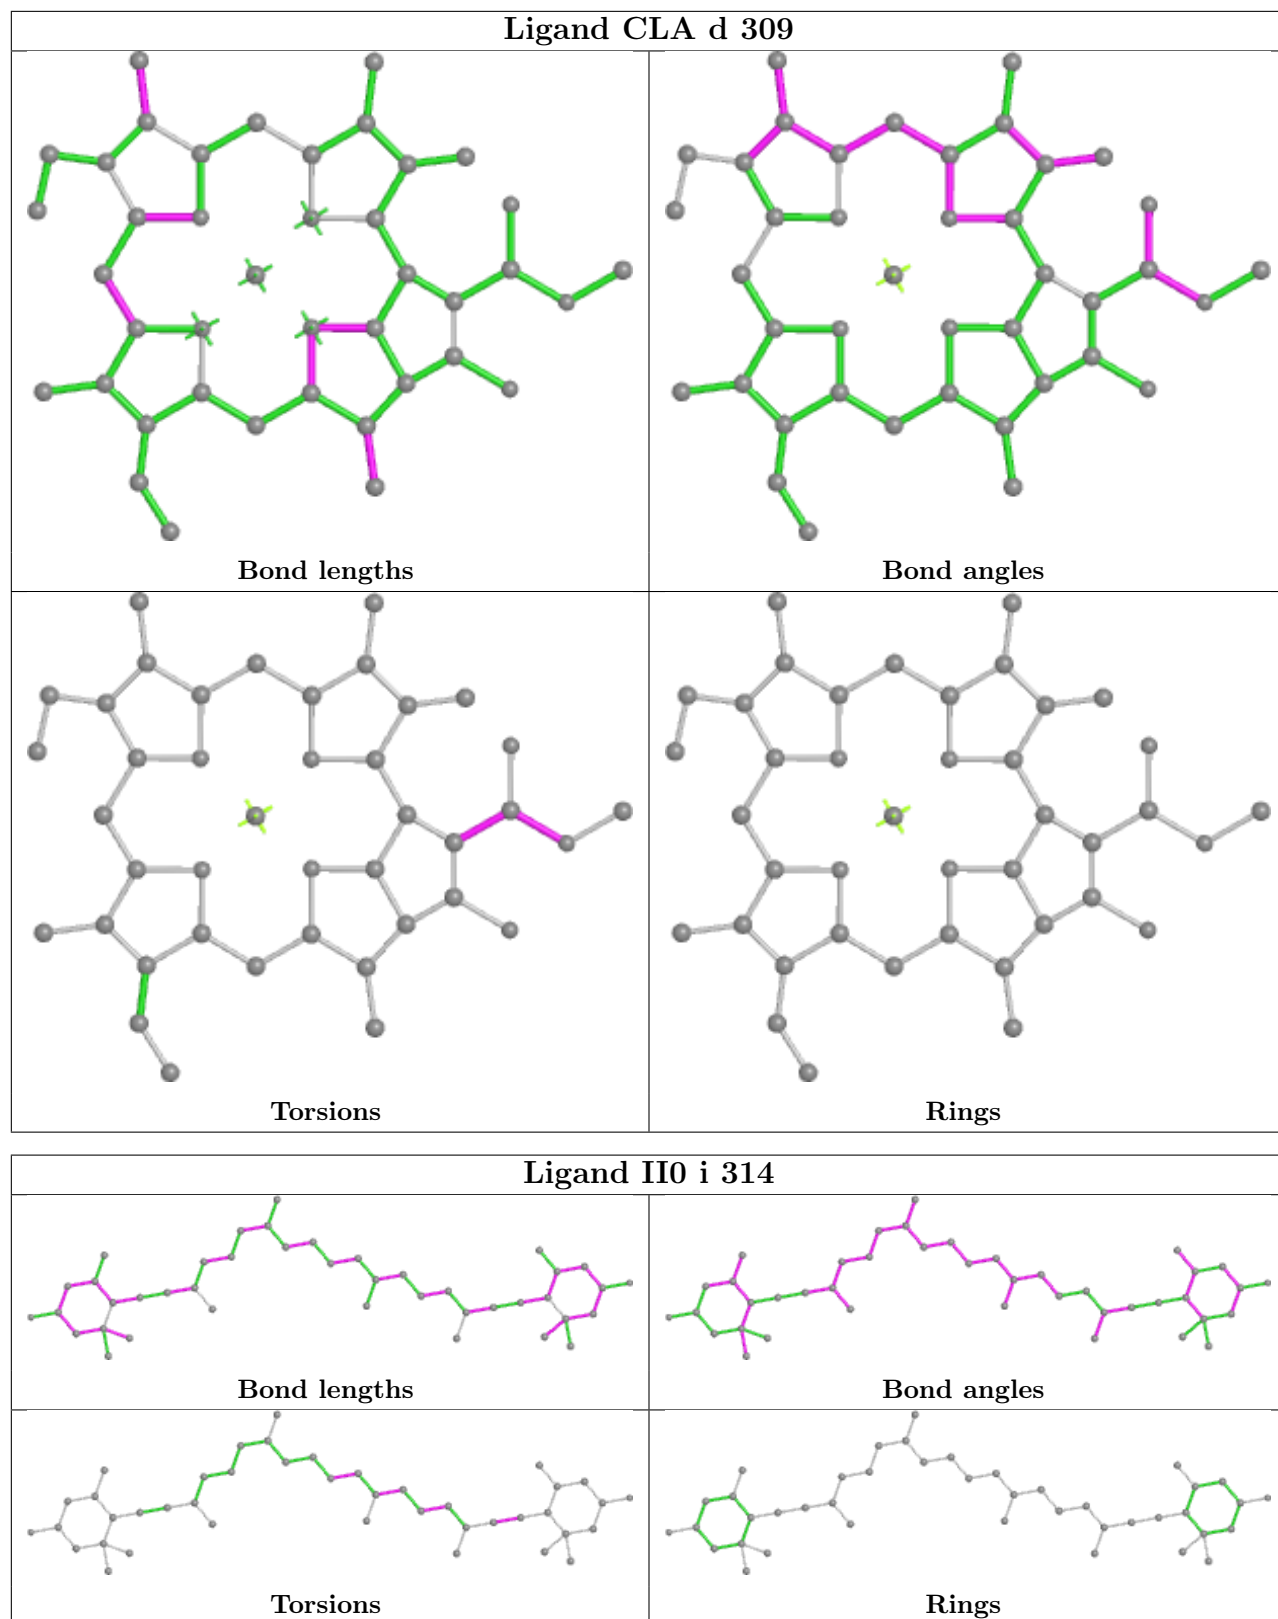 Ligand CLA d 309
Bond lengths
Bond angles
Torsions
Rings
Ligand II0 i 314
Bond lengths
Bond angles
Torsions
Rings